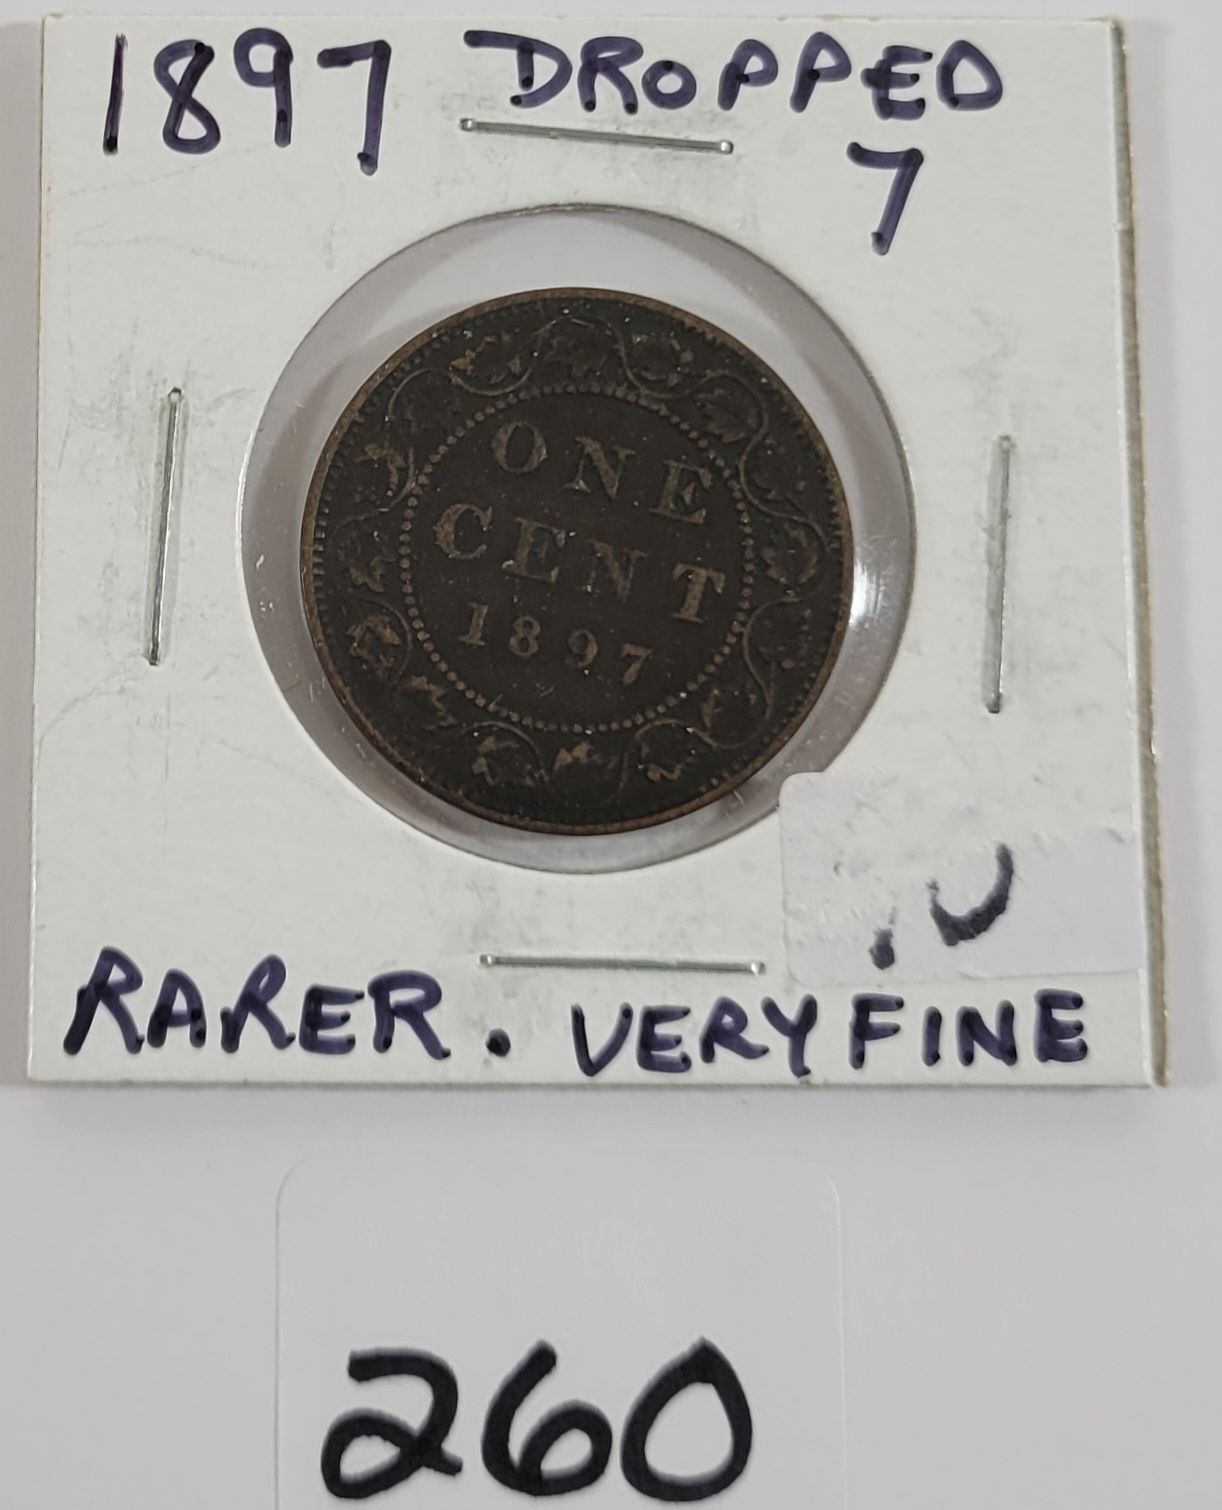 1897 DROPPED
7
ONE
CENT
1897
RARER. VERY FINE
260